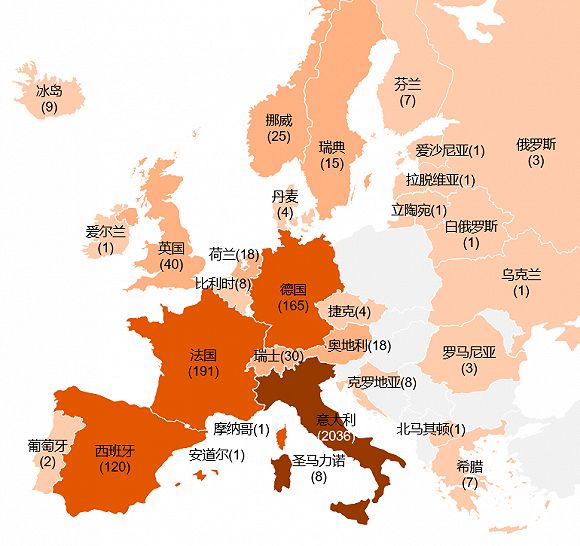 冰岛
(9)
芬兰
(7)
挪威
(25)
瑞典
(15)
爱沙尼亚(1)
俄罗斯
(3)
拉脱维亚(1)
丹麦
(4)
立陶宛(1)
白俄罗斯
(1)
爱尔兰
(1)
英国
(40)
荷兰(18)
比利时(8)
德国
(165)
乌克兰
(1)
捷克(4)
奥地利(18)
法国
(191)
瑞士(30)
罗马尼亚
(3)
克罗地亚(8)
意大利
(2036)
摩纳哥(1)
北马其顿(1)
葡萄牙
(2)
西班牙
(120)
安道尔(1)
圣马力诺
(8)
希腊
(7)